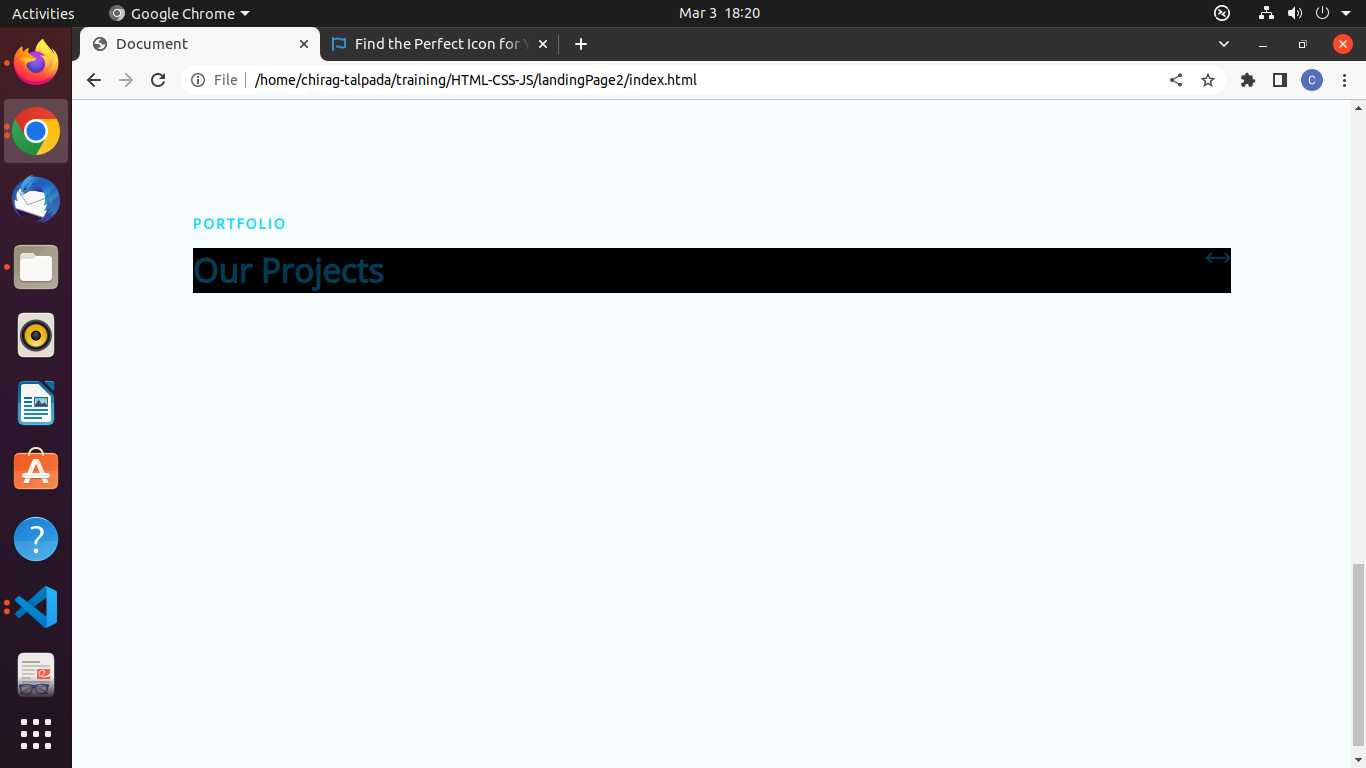 Activities
Google Chrome
Mar 3 18:20
Document
Find the Perfect Icon for Y
File
/home/chirag-talpada/training/HTML-CSS-JS/landingPage2/index.html
C
PORTFOLIO
Our Projects